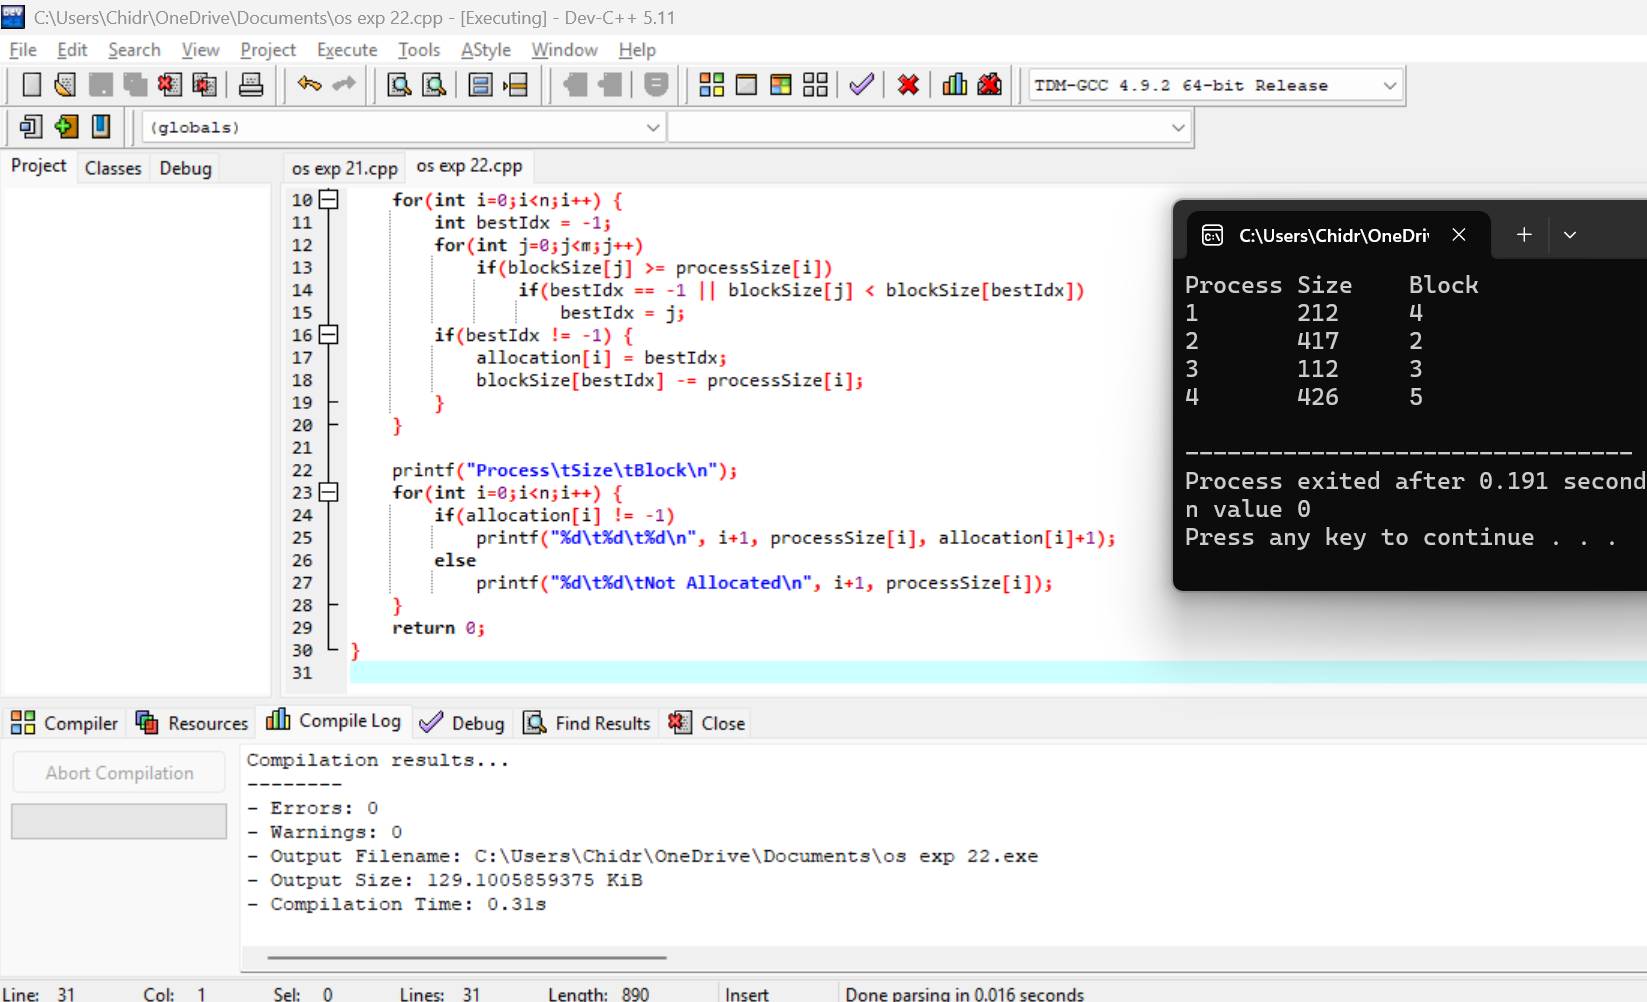 C:\Users\Chidr\OneDrive\Documents\os exp 22.cpp - [Executing] - Dev-C++ 5.11
File Edit Search View Project Execute Tools AStyle Window Help
TDM-GCC 4.9.2 64-bit Release
(globals)
Project Classes Debug
os exp 21.cpp os exp 22.cpp
10 for(int i=0;i<n;i++) {
11 int bestIdx = -1;
12 for(int j=0;j<m;j++)
13 if(blockSize[j] >= processSize[i])
14 if(bestIdx == -1 || blockSize[j] < blockSize[bestIdx])
15 bestIdx = j;
16 if(bestIdx != -1) {
17 allocation[i] = bestIdx;
18 blockSize[bestIdx] -= processSize[i];
19 }
20 }
21
22 printf("Process\tSize\tBlock\n");
23 for(int i=0;i<n;i++) {
24 if(allocation[i] != -1)
25 printf("%d\t%d\t%d\n", i+1, processSize[i], allocation[i]+1);
26 else
27 printf("%d\t%d\tNot Allocated\n", i+1, processSize[i]);
28 }
29 return 0;
30 }
31
C:\Users\Chidr\OneDri
Process Size Block
1 212 4
2 417 2
3 112 3
4 426 5
--------------------------------
Process exited after 0.191 second
n value 0
Press any key to continue . . .
Compiler Resources Compile Log Debug Find Results Close
Abort Compilation
Compilation results...
--------
- Errors: 0
- Warnings: 0
- Output Filename: C:\Users\Chidr\OneDrive\Documents\os exp 22.exe
- Output Size: 129.1005859375 KiB
- Compilation Time: 0.31s
Line: 31 Col: 1 Sel: 0 Lines: 31 Length: 890 Insert Done parsing in 0.016 seconds